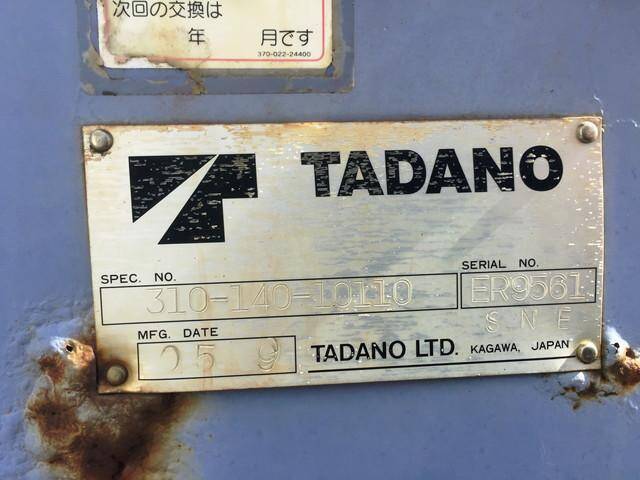 次回の交換は
年 月です
370-022-24400
TADANO
SPEC. NO.
310-140-10110
SERIAL NO.
ER9561
SNE
MFG. DATE
05 9
TADANO LTD. KAGAWA, JAPAN